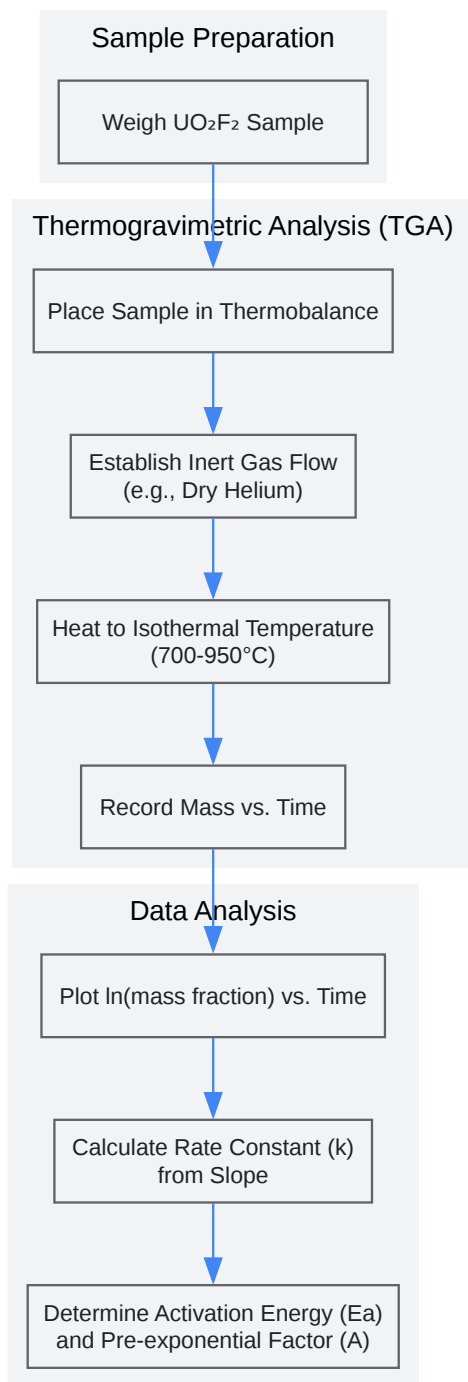 Sample Preparation
Weigh UO₂F₂ Sample
Thermogravimetric Analysis (TGA)
Place Sample in Thermobalance
Establish Inert Gas Flow
(e.g., Dry Helium)
Heat to Isothermal Temperature
(700-950°C)
Record Mass vs. Time
Data Analysis
Plot ln(mass fraction) vs. Time
Calculate Rate Constant (k)
from Slope
Determine Activation Energy (Ea)
and Pre-exponential Factor (A)